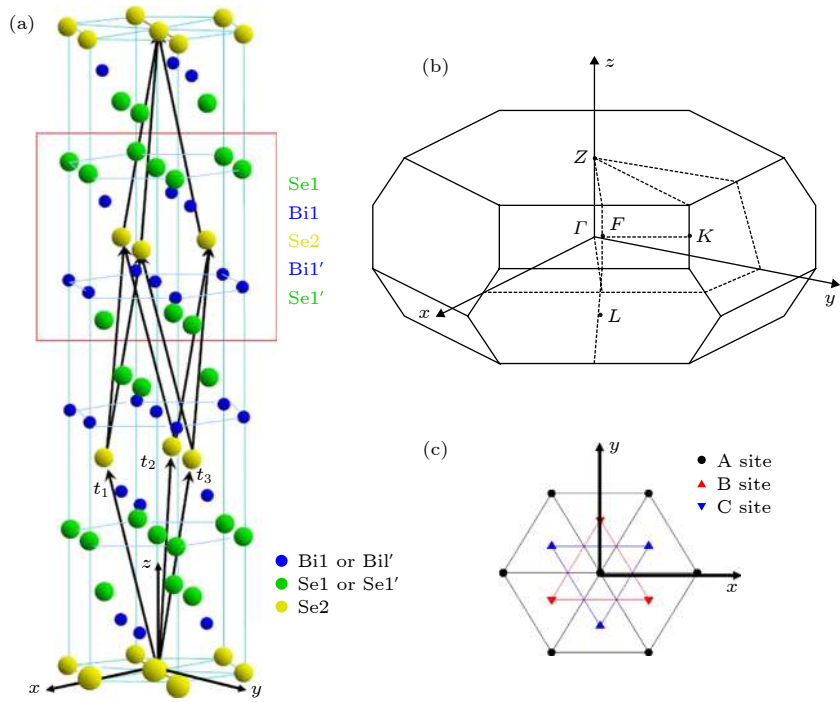 (a)
Se1
Bi1
Se2
Bi1′
Se1′
t1
t2
t3
z
x
y
Bi1 or Bil′
Se1 or Se1′
Se2
(b)
z
Z
Γ
F
K
x
y
L
(c)
y
x
A site
B site
C site